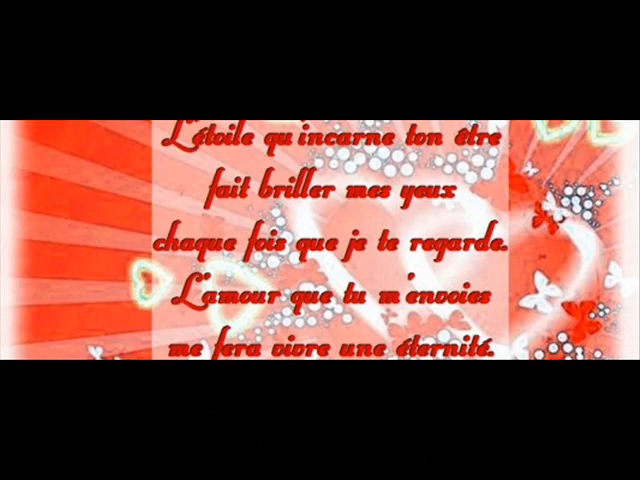 L'étoile qu'incarne ton être
fait briller mes yeux
chaque fois que je te regarde.
L'amour que tu m'envoies
me fera vivre une éternité.